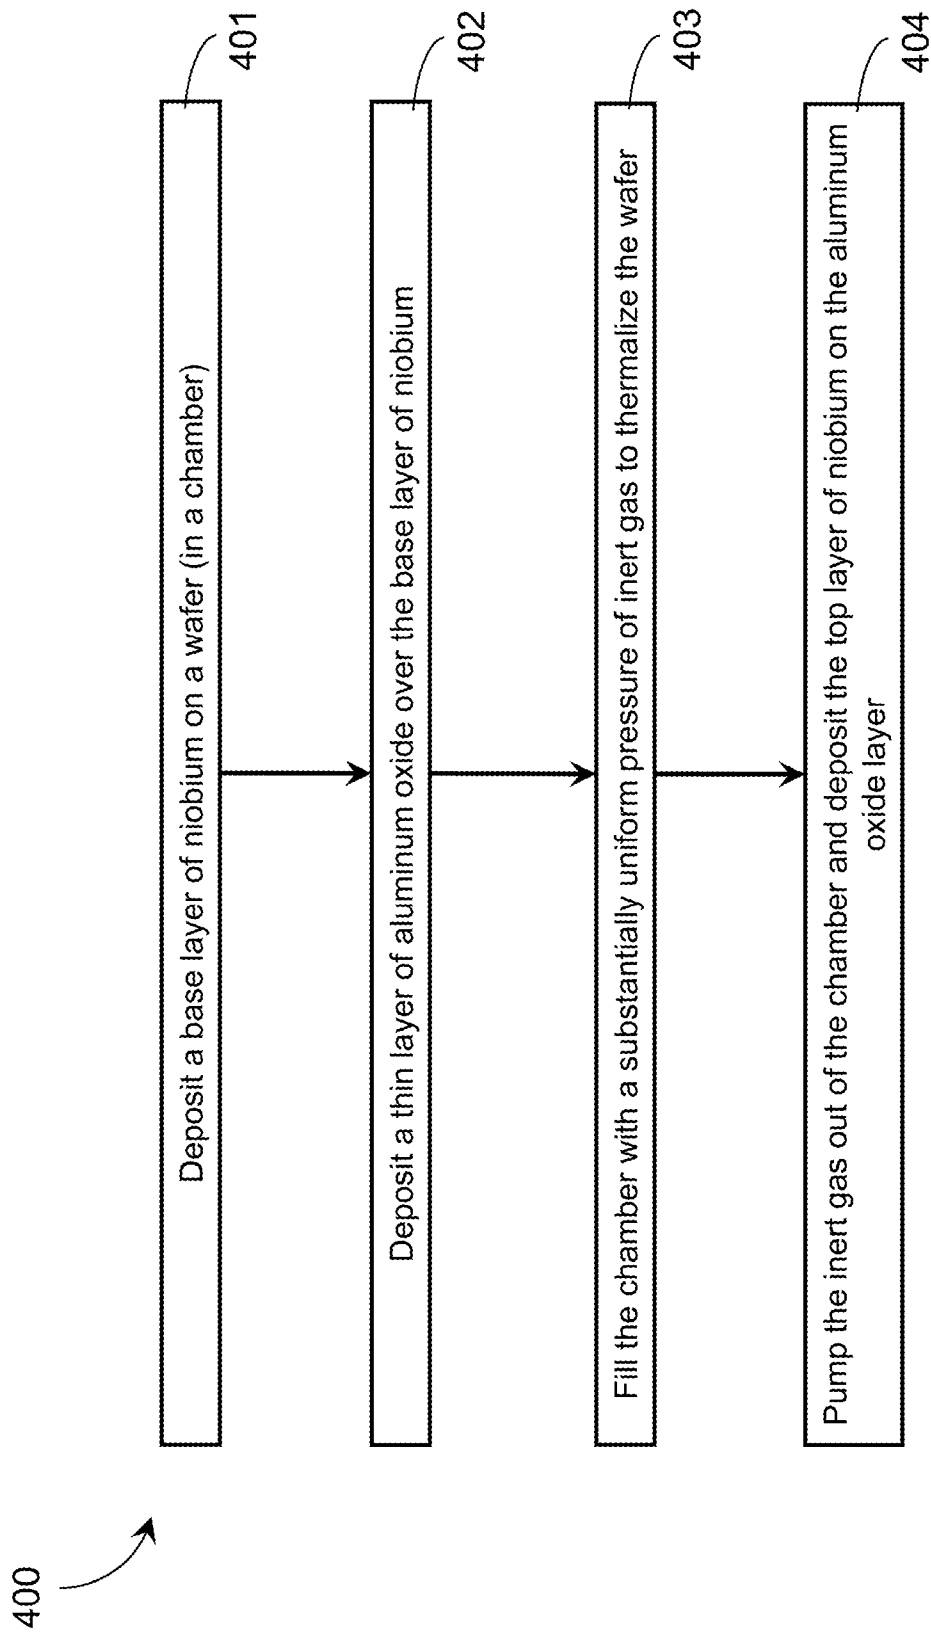 400
401
Deposit a base layer of niobium on a wafer (in a chamber)
402
Deposit a thin layer of aluminum oxide over the base layer of niobium
403
Fill the chamber with a substantially uniform pressure of inert gas to thermalize the wafer
404
Pump the inert gas out of the chamber and deposit the top layer of niobium on the aluminum
oxide layer